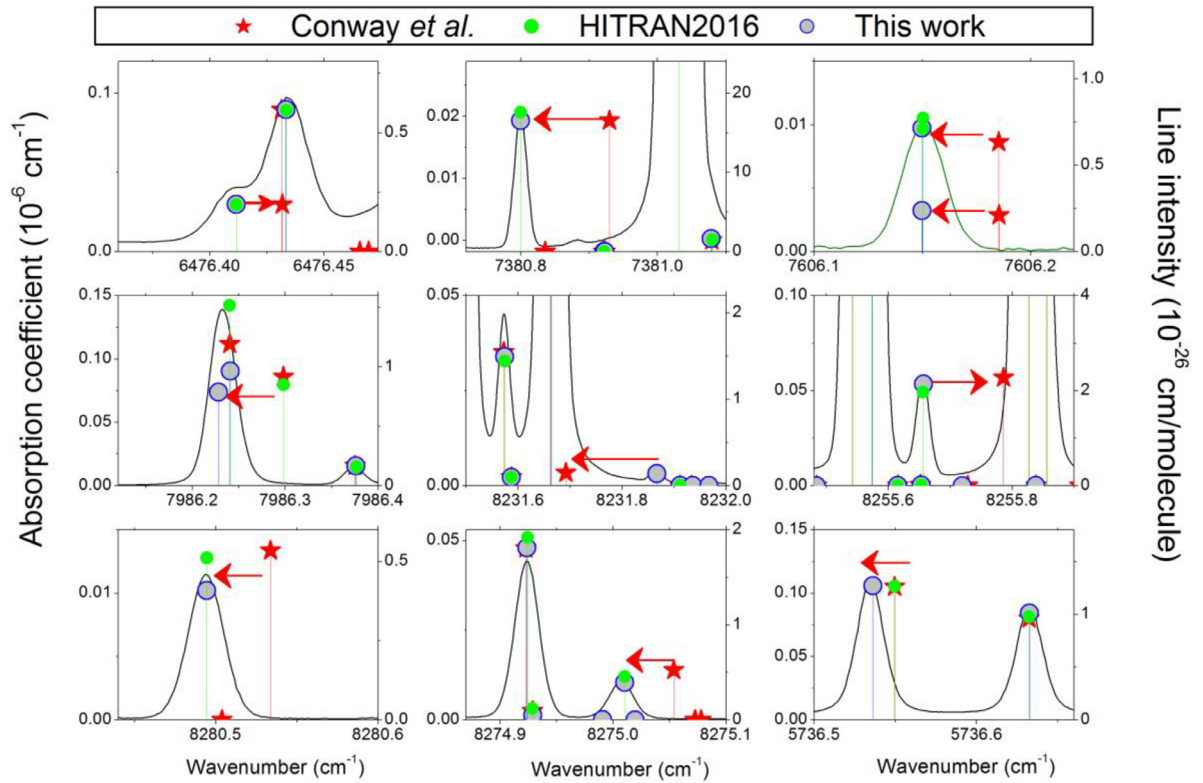 Conway et al. HITRAN2016 This work
Absorption coefficient (10-6 cm-1)
Line intensity (10-26 cm/molecule)
0.1 0.0 0.5 0.0
6476.40 6476.45
0.02 0.01 0.00 20 10 0
7380.8 7381.0
0.01 0.00 1.0 0.5 0.0
7606.1 7606.2
0.15 0.10 0.05 0.00 1 0
7986.2 7986.3 7986.4
0.05 0.00 2 1 0
8231.6 8231.8 8232.0
0.10 0.05 0.00 4 2 0
8255.6 8255.8
0.01 0.00 0.5 0.0
8280.5 8280.6
Wavenumber (cm-1)
0.05 0.00 2 1 0
8274.9 8275.0 8275.1
Wavenumber (cm-1)
0.15 0.10 0.05 0.00 1 0
5736.5 5736.6
Wavenumber (cm-1)